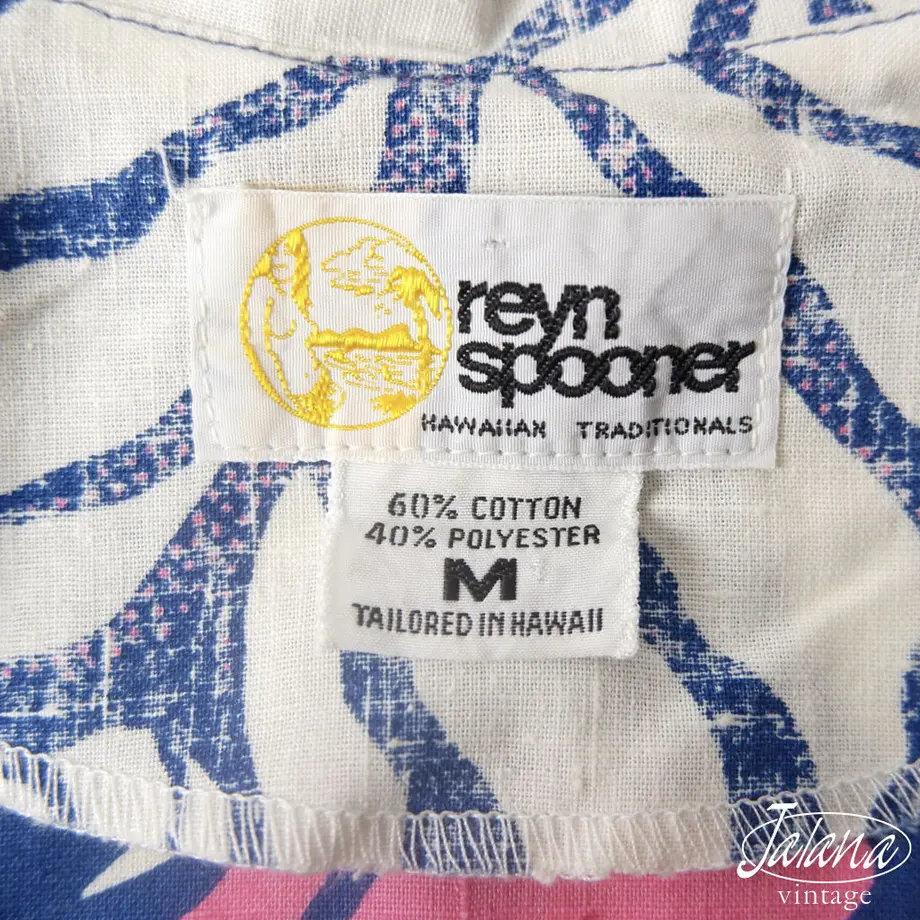 reyn
spooner
HAWAIIAN TRADITIONALS
60% COTTON
40% POLYESTER
M
TAILORED IN HAWAII
Jalana
vintage